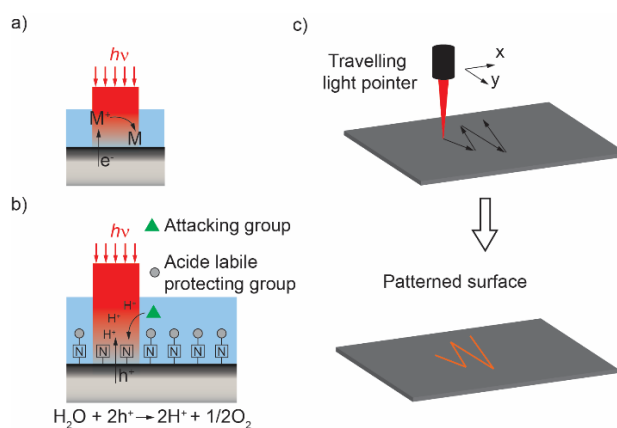 a)
hν
M⁺
M
e⁻
b)
hν
Attacking group
Acide labile
protecting group
H⁺
H⁺
H⁺
N N N N N N N
h⁺
H₂O + 2h⁺ → 2H⁺ + 1/2O₂
c)
Travelling
light pointer
x
y
Patterned surface